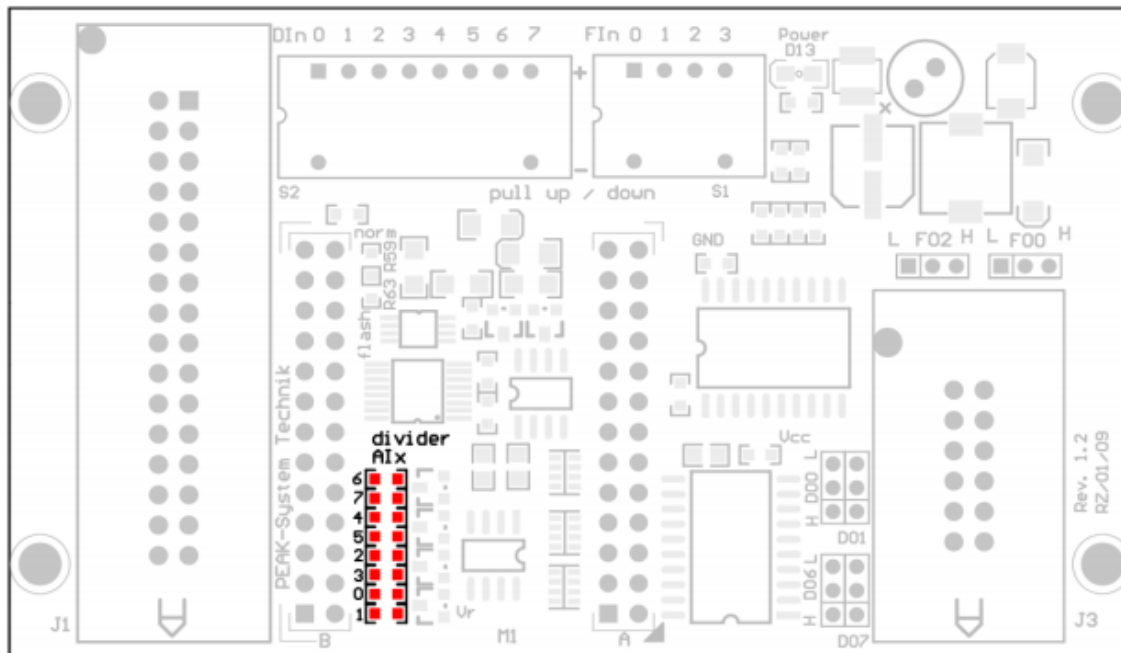 DIn 0 1 2 3 4 5 6 7
FIn 0 1 2 3
Power
D13
+
x
-
S2
pull up / down
S1
norm
R59
R63
flash
GND
L FO2 H
L FO0 H
PEAK-System Technik
divider
AIx
6
7
4
5
2
3
0
1
Vcc
L
DO0
H
DO1
L
DO6
H
DO7
Rev. 1.2
RZ/01/09
J1
B
Vr
M1
A
J3